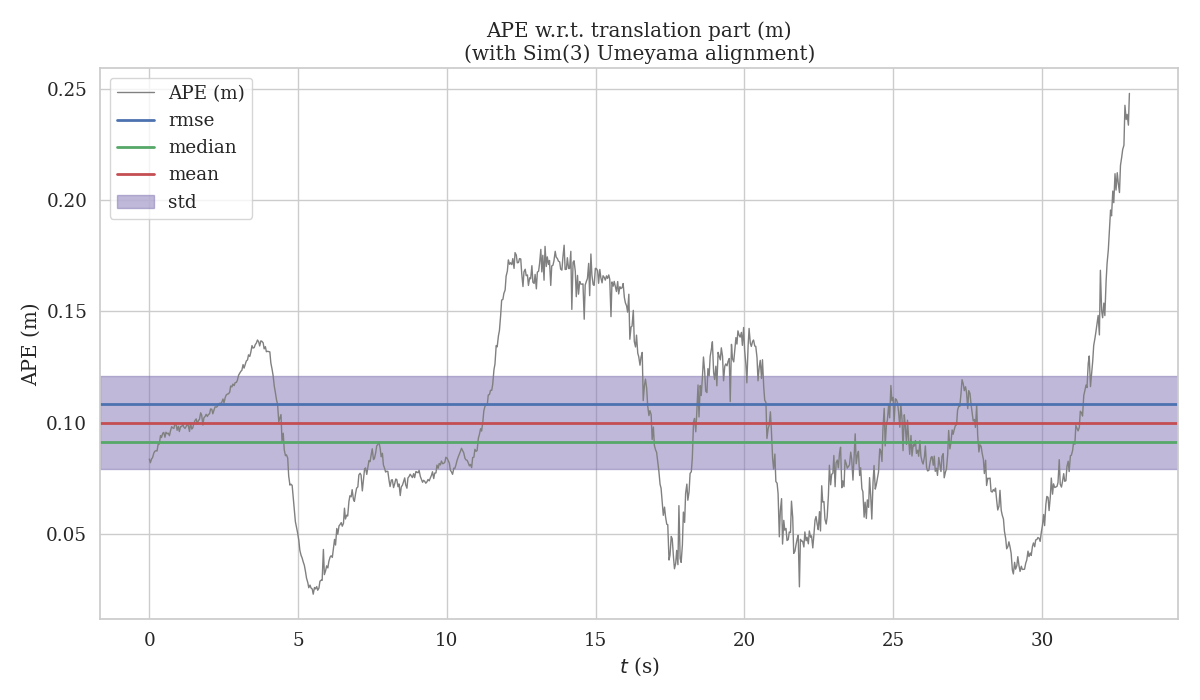 APE w.r.t. translation part (m)
(with Sim(3) Umeyama alignment)
APE (m)
rmse
median
mean
std
0.25
0.20
0.15
0.10
0.05
APE (m)
0 5 10 15 20 25 30
t (s)